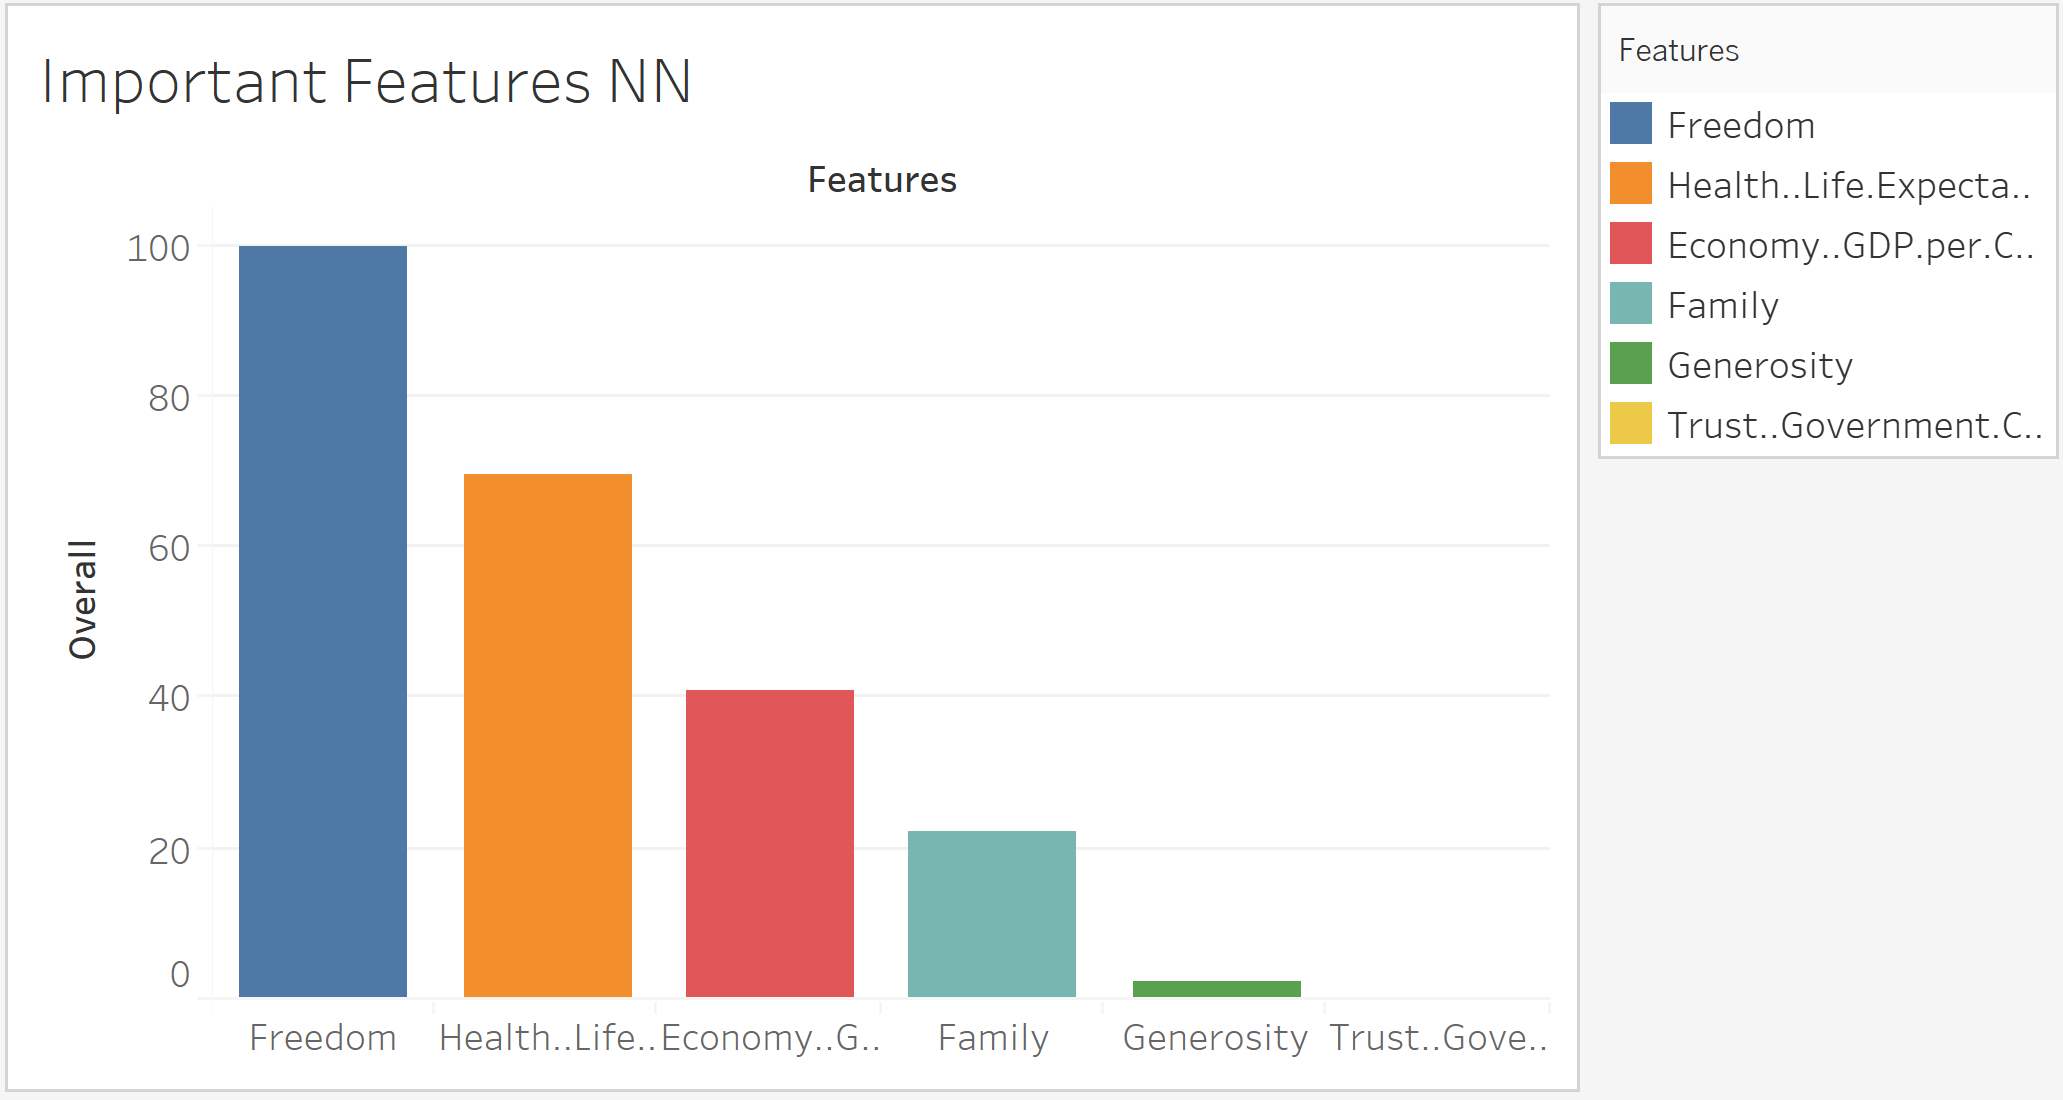 Important Features NN
Features
Overall
100
80
60
40
20
0
Freedom
Health..Life..
Economy..G..
Family
Generosity
Trust..Gove..
Features
Freedom
Health..Life.Expecta..
Economy..GDP.per.C..
Family
Generosity
Trust..Government.C..